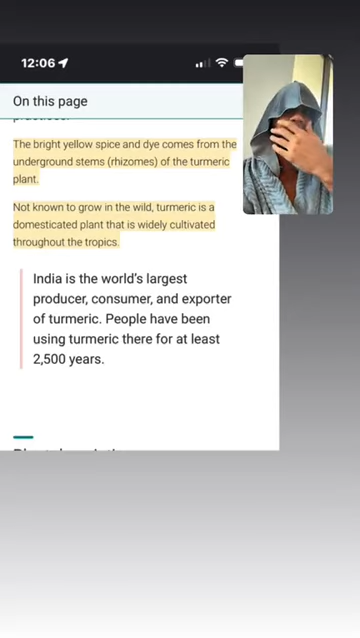 12:06
On this page
The bright yellow spice and dye comes from the
underground stems (rhizomes) of the turmeric
plant.
Not known to grow in the wild, turmeric is a
domesticated plant that is widely cultivated
throughout the tropics.
India is the world's largest
producer, consumer, and exporter
of turmeric. People have been
using turmeric there for at least
2,500 years.